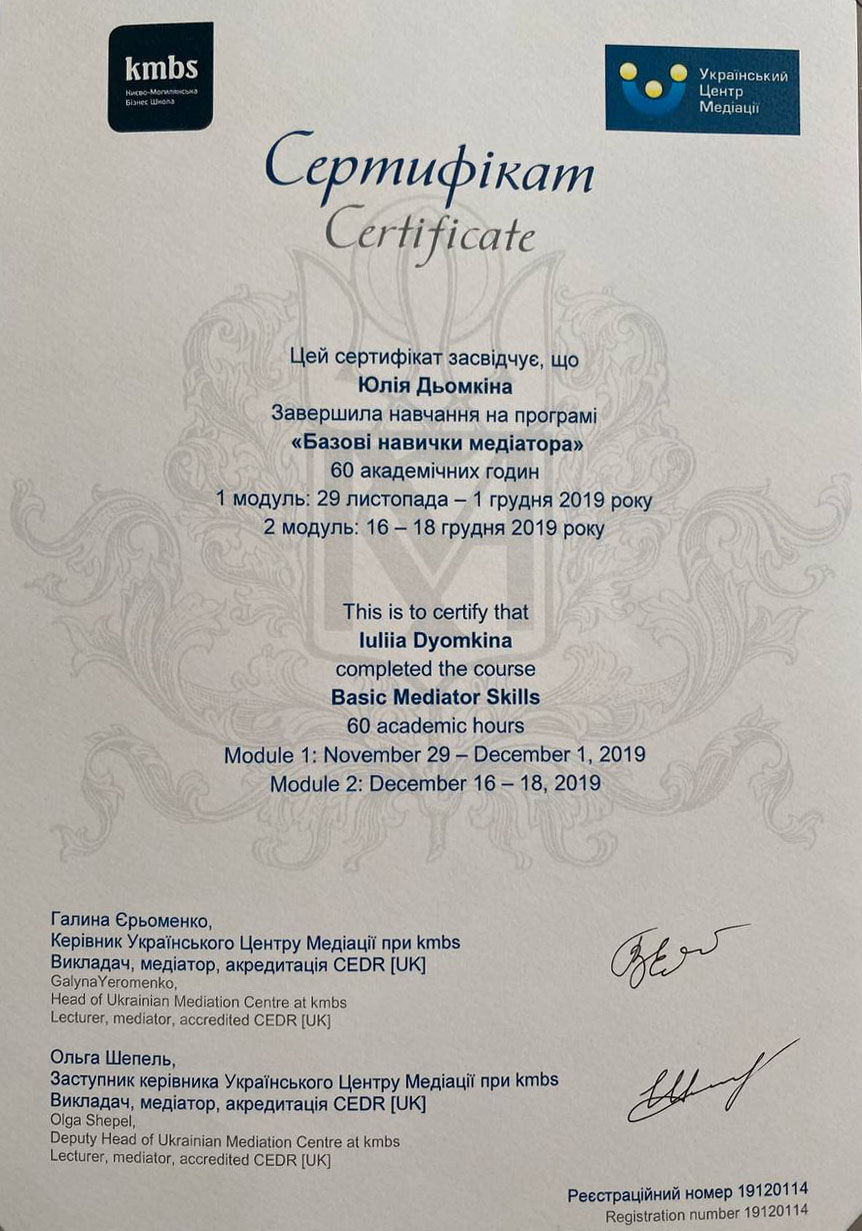 kmbs
Києво-Могилянська
Бізнес Школа
Український
Центр
Медіації
Сертифікат
Certificate
Цей сертифікат засвідчує, що
Юлія Дьомкіна
Завершила навчання на програмі
«Базові навички медіатора»
60 академічних годин
1 модуль: 29 листопада – 1 грудня 2019 року
2 модуль: 16 – 18 грудня 2019 року
This is to certify that
Iuliia Dyomkina
completed the course
Basic Mediator Skills
60 academic hours
Module 1: November 29 – December 1, 2019
Module 2: December 16 – 18, 2019
Галина Єрьоменко,
Керівник Українського Центру Медіації при kmbs
Викладач, медіатор, акредитація CEDR [UK]
GalynaYeromenko,
Head of Ukrainian Mediation Centre at kmbs
Lecturer, mediator, accredited CEDR [UK]
Ольга Шепель,
Заступник керівника Українського Центру Медіації при kmbs
Викладач, медіатор, акредитація CEDR [UK]
Olga Shepel,
Deputy Head of Ukrainian Mediation Centre at kmbs
Lecturer, mediator, accredited CEDR [UK]
Реєстраційний номер 19120114
Registration number 19120114